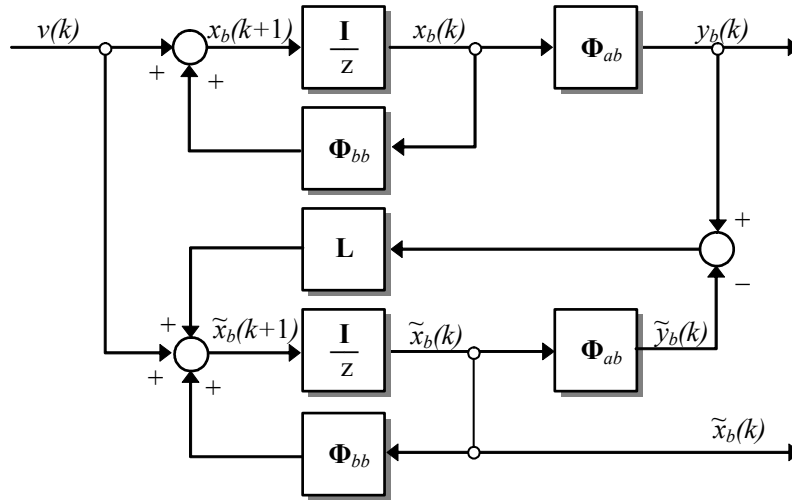 v(k)
x_b(k+1)
I
z
x_b(k)
Φ_ab
y_b(k)
+
+
Φ_bb
+
L
−
+
x̃_b(k+1)
I
z
x̃_b(k)
Φ_ab
ỹ_b(k)
+
+
Φ_bb
x̃_b(k)